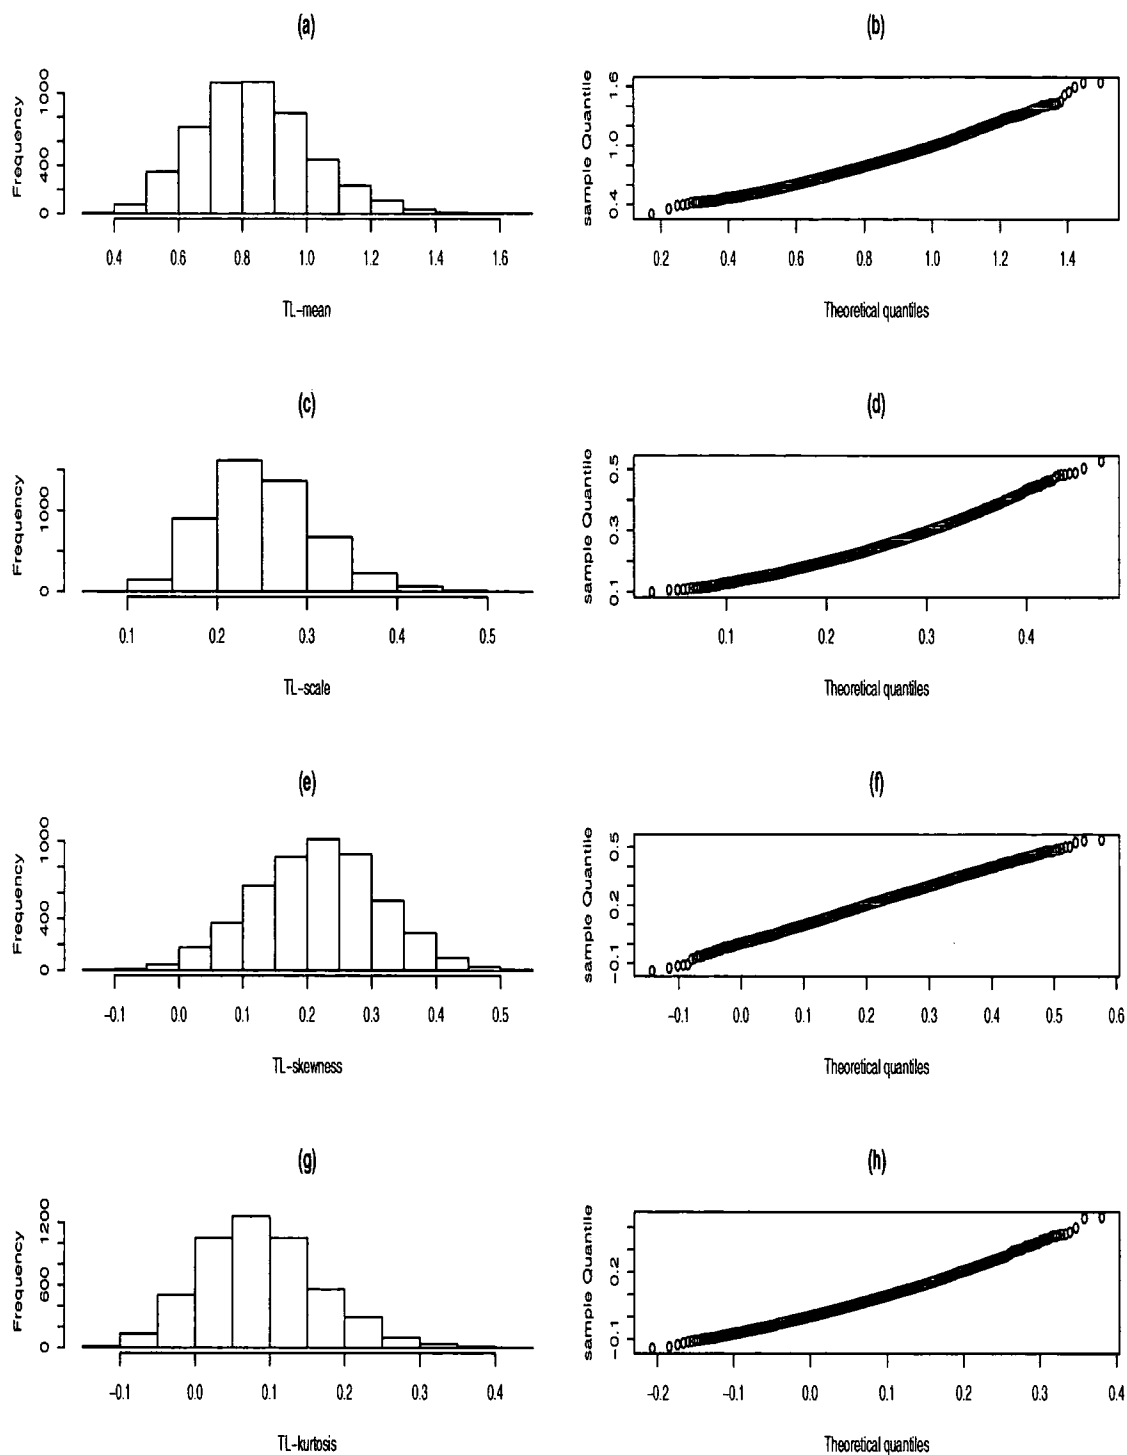 (a)
Frequency
0 400 1000
0.4 0.6 0.8 1.0 1.2 1.4 1.6
TL-mean
(b)
sample Quantile
0.4 1.0 1.6
0.2 0.4 0.6 0.8 1.0 1.2 1.4
Theoretical quantiles
(c)
Frequency
0 1000
0.1 0.2 0.3 0.4 0.5
TL-scale
(d)
sample Quantile
0.1 0.3 0.5
0.1 0.2 0.3 0.4
Theoretical quantiles
(e)
Frequency
0 400 1000
-0.1 0.0 0.1 0.2 0.3 0.4 0.5
TL-skewness
(f)
sample Quantile
-0.1 0.2 0.5
-0.1 0.0 0.1 0.2 0.3 0.4 0.5 0.6
Theoretical quantiles
(g)
Frequency
0 600 1200
-0.1 0.0 0.1 0.2 0.3 0.4
TL-kurtosis
(h)
sample Quantile
-0.1 0.2
-0.2 -0.1 0.0 0.1 0.2 0.3 0.4
Theoretical quantiles